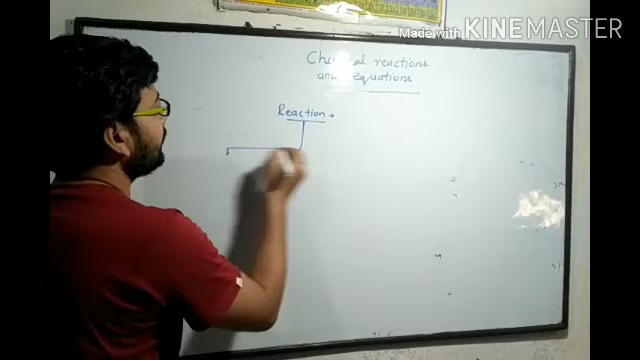 Made with KINEMASTER
Chemical reactions
and equations
Reaction →